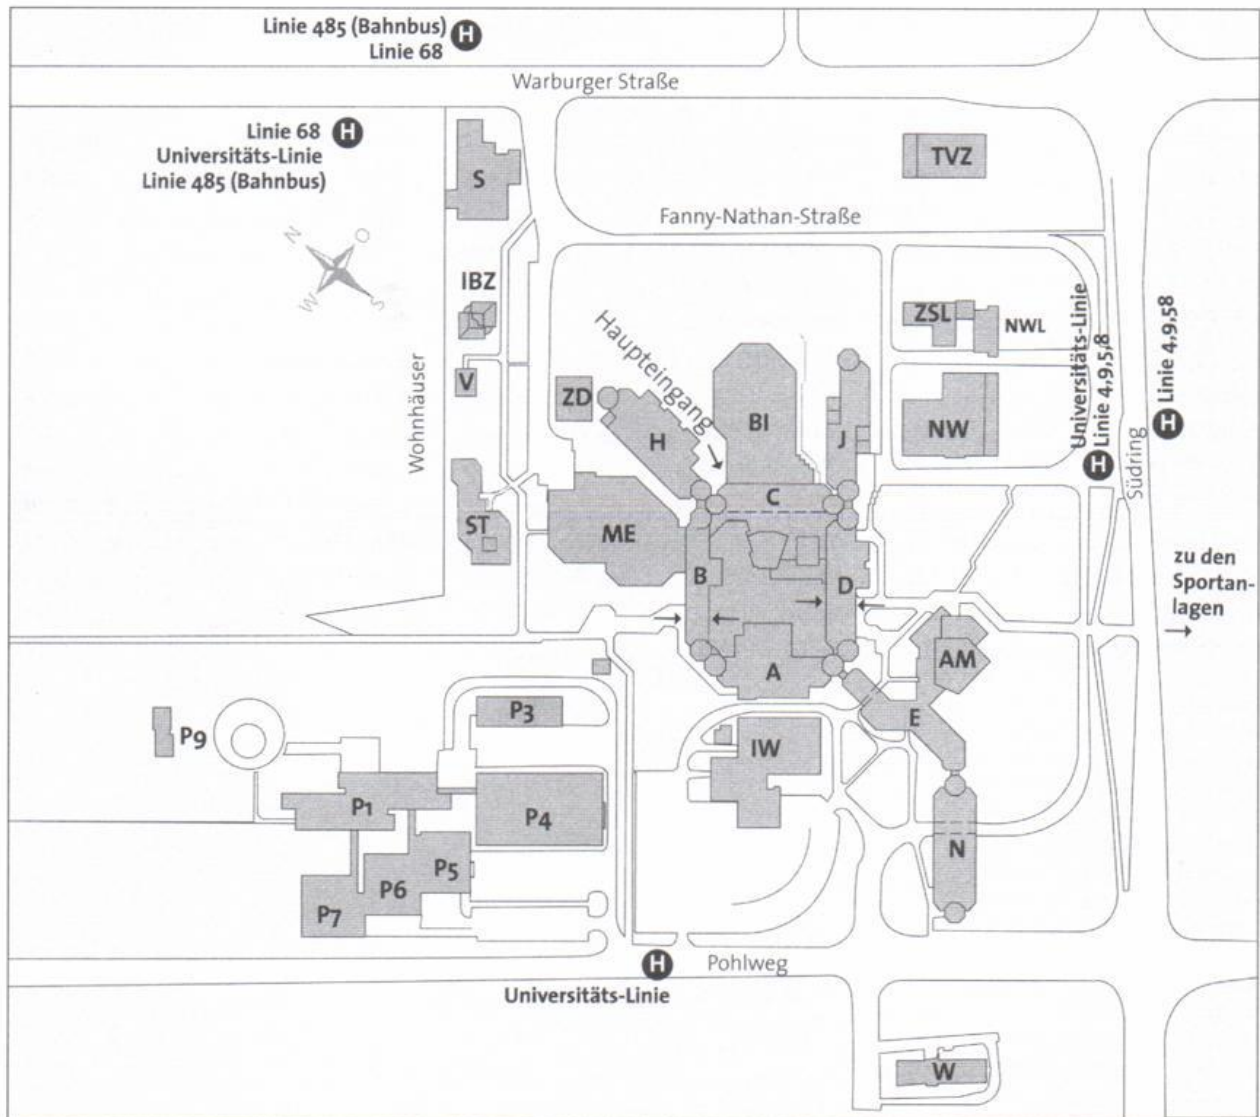 Linie 485 (Bahnbus)
H
Linie 68
Warburger Straße
Linie 68
H
Universitäts-Linie
Linie 485 (Bahnbus)
S
TVZ
Fanny-Nathan-Straße
N
O
W
S
IBZ
ZSL
NWL
Haupteingang
Wohnhäuser
V
ZD
H
BI
J
NW
Universitäts-Linie
Linie 4,9,5,8
H
Linie 4,9,58
H
Südring
C
ST
ME
B
D
zu den
Sportan-
lagen
A
AM
P3
E
P9
IW
P1
P4
N
P5
P6
P7
H
Pohlweg
Universitäts-Linie
W